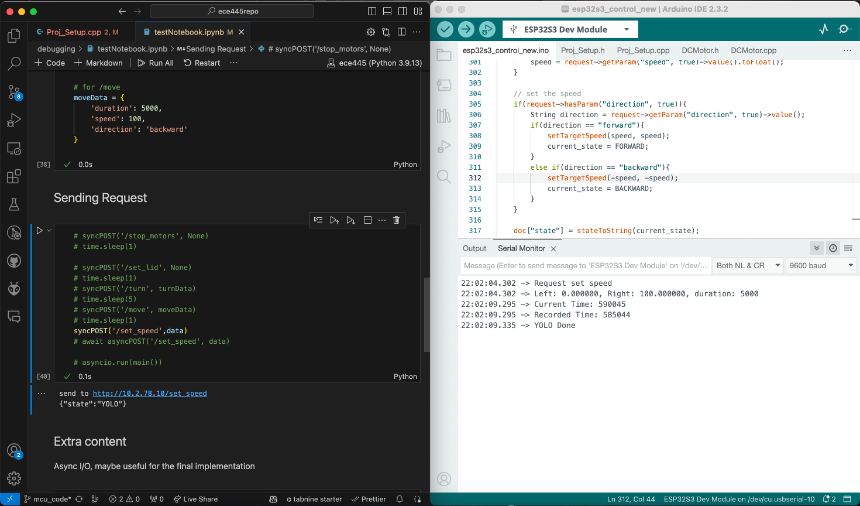 ece445repo
Proj_Setup.cpp 2, M
testNotebook.ipynb M
debugging > testNotebook.ipynb > M↓Sending Request > # syncPOST('/stop_motors', None)
+ Code + Markdown Run All Restart ··· ece445 (Python 3.9.13)
# for /move
moveData = {
'duration': 5000,
'speed': 100,
'direction': 'backward'
}
[38] ✓ 0.0s Python
Sending Request
# syncPOST('/stop_motors', None)
# time.sleep(1)
# syncPOST('/set_lid', None)
# time.sleep(1)
# syncPOST('/turn', turnData)
# time.sleep(5)
# syncPOST('/move', moveData)
# time.sleep(1)
syncPOST('/set_speed',data)
# await asyncPOST('/set_speed', data)
# asyncio.run(main())
[40] ✓ 0.1s Python
send to http://10.2.78.10/set_speed
{"state":"YOLO"}
Extra content
Async I/O, maybe useful for the final implementation
8
2
mcu_code* 2 0 0 Live Share tabnine starter Prettier
esp32s3_control_new | Arduino IDE 2.3.2
ESP32S3 Dev Module
esp32s3_control_new.ino Proj_Setup.h Proj_Setup.cpp DCMotor.h DCMotor.cpp ···
301 speed = request->getParam("speed", true)->value().toFloat();
302 }
303
304 // set the speed
305 if(request->hasParam("direction", true)){
306 String direction = request->getParam("direction", true)->value();
307 if(direction == "forward"){
308 setTargetSpeed(speed, speed);
309 current_state = FORWARD;
310 }
311 else if(direction == "backward"){
312 setTargetSpeed(-speed, -speed);
313 current_state = BACKWARD;
314 }
315 }
316
317 doc["state"] = stateToString(current_state);
Output Serial Monitor
Message (Enter to send message to 'ESP32S3 Dev Module' on '/dev/... Both NL & CR 9600 baud
22:02:04.302 -> Request set speed
22:02:04.302 -> Left: 0.000000, Right: 100.000000, duration: 5000
22:02:09.295 -> Current Time: 590045
22:02:09.295 -> Recorded Time: 585044
22:02:09.335 -> YOLO Done
Ln 312, Col 44 ESP32S3 Dev Module on /dev/cu.usbserial-10 2